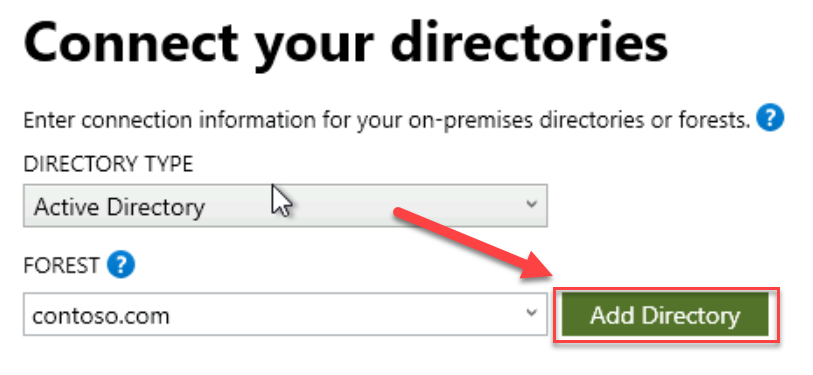 Connect your directories
Enter connection information for your on-premises directories or forests. ?
DIRECTORY TYPE
Active Directory
FOREST ?
contoso.com
Add Directory